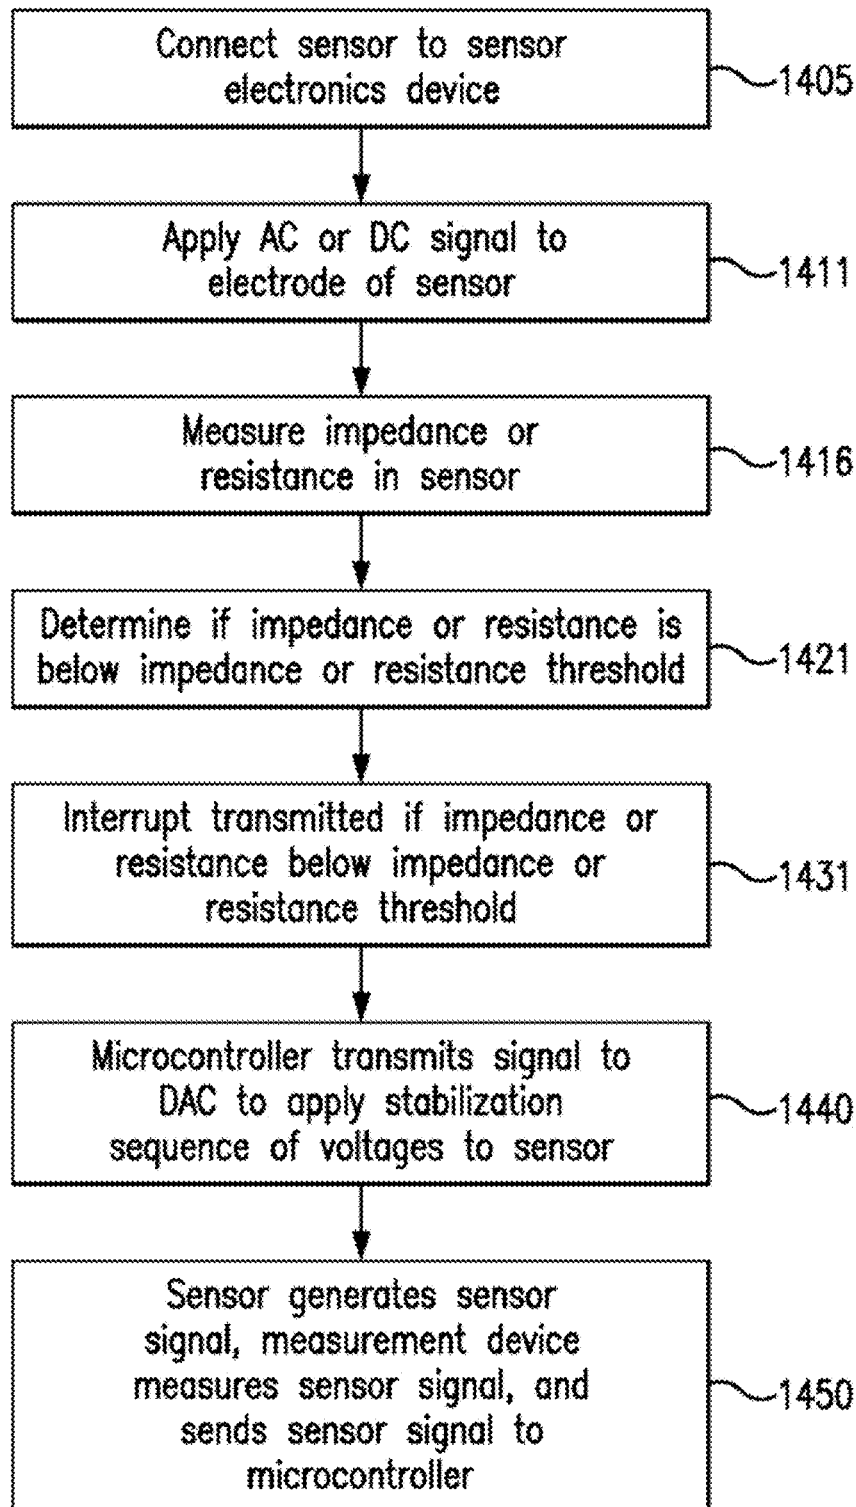 Connect sensor to sensor
electronics device
1405
Apply AC or DC signal to
electrode of sensor
1411
Measure impedance or
resistance in sensor
1416
Determine if impedance or resistance is
below impedance or resistance threshold
1421
Interrupt transmitted if impedance or
resistance below impedance or
resistance threshold
1431
Microcontroller transmits signal to
DAC to apply stabilization
sequence of voltages to sensor
1440
Sensor generates sensor
signal, measurement device
measures sensor signal, and
sends sensor signal to
microcontroller
1450